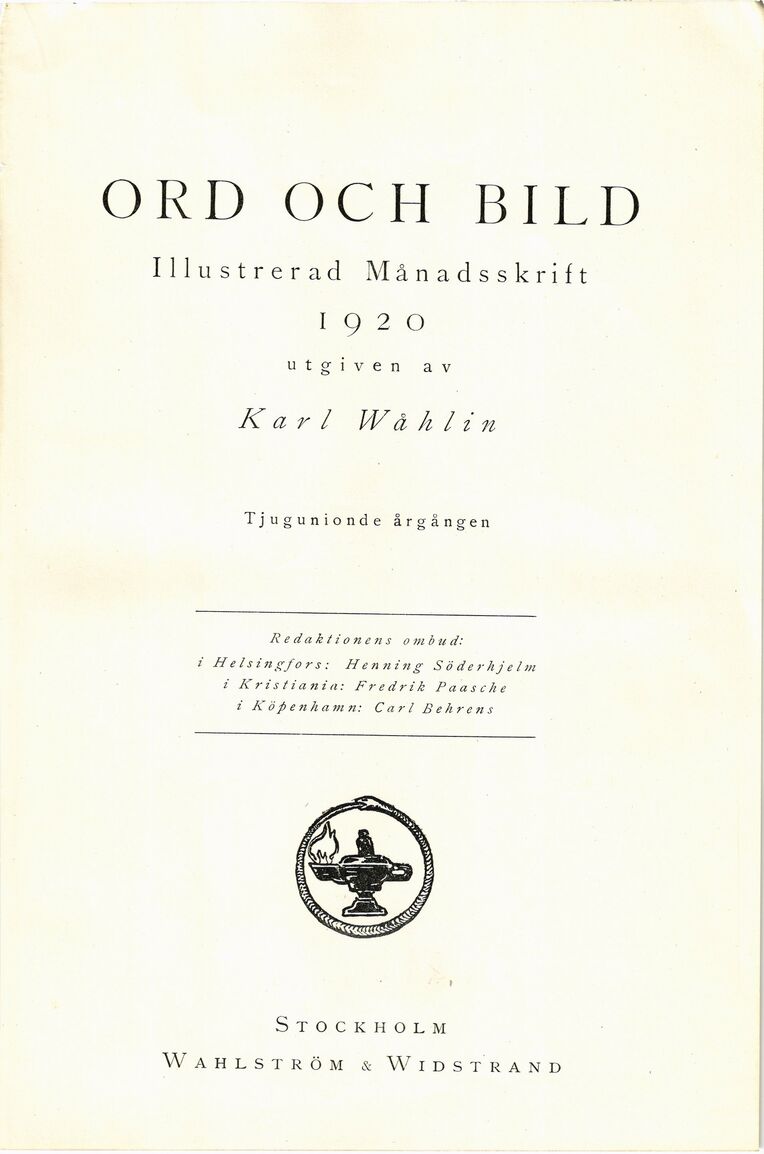 ORD OCH BILD
Illustrerad Månadsskrift
1920
utgiven av
Karl Wåhlin
Tjugunionde årgången
Redaktionens ombud:
i Helsingfors: Henning Söderhjelm
i Kristiania: Fredrik Paasche
i Köpenhamn: Carl Behrens
STOCKHOLM
WAHLSTRÖM & WIDSTRAND